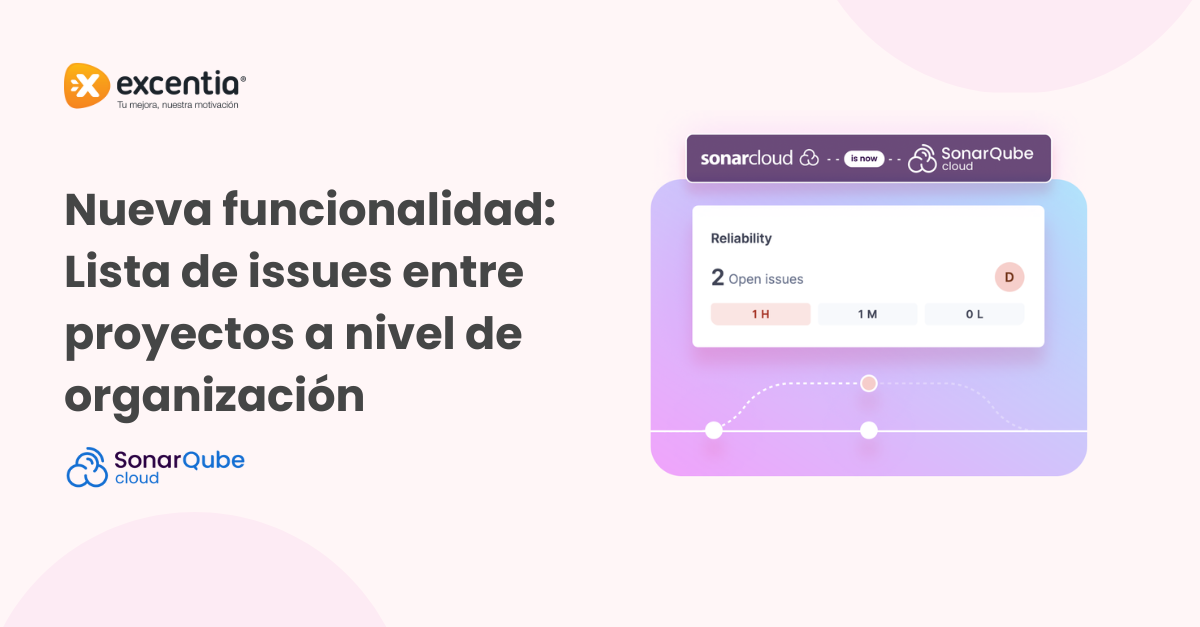 excentia®
Tu mejora, nuestra motivación
Nueva funcionalidad:
Lista de issues entre
proyectos a nivel de
organización
SonarQube
cloud
sonarcloud is now SonarQube
cloud
Reliability
2 Open issues D
1 H 1 M 0 L